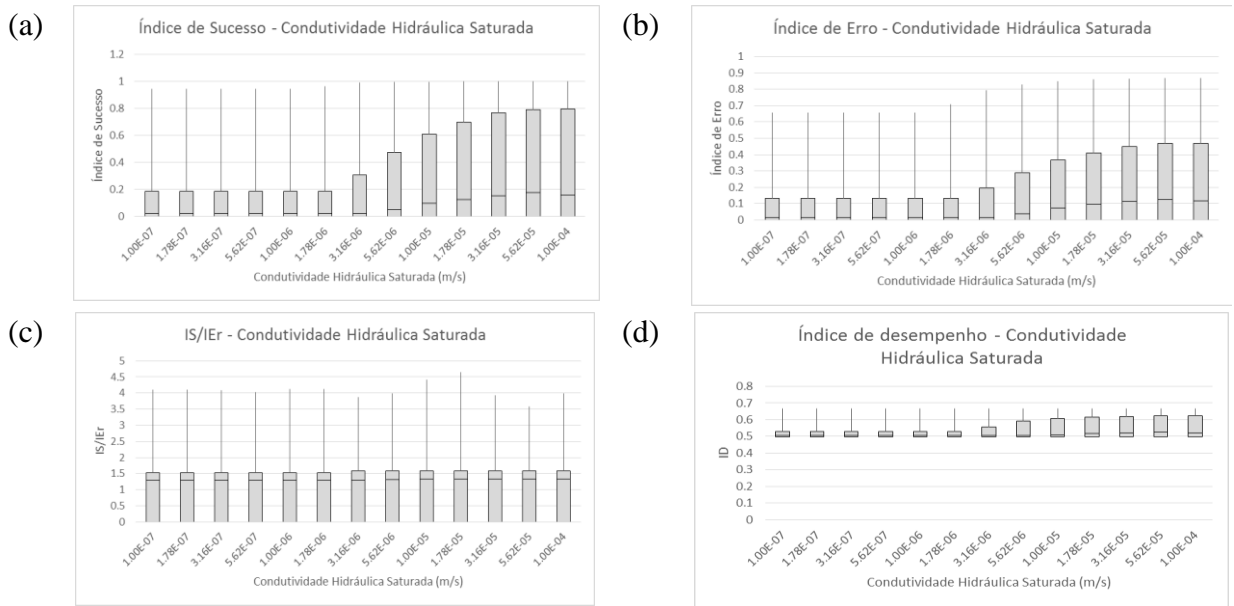 (a)
Índice de Sucesso - Condutividade Hidráulica Saturada
Índice de Sucesso
1.2
1
0.8
0.6
0.4
0.2
0
1.00E-07
1.78E-07
3.16E-07
5.62E-07
1.00E-06
1.78E-06
3.16E-06
5.62E-06
1.00E-05
1.78E-05
3.16E-05
5.62E-05
1.00E-04
Condutividade Hidráulica Saturada (m/s)
(b)
Índice de Erro - Condutividade Hidráulica Saturada
Índice de Erro
1
0.9
0.8
0.7
0.6
0.5
0.4
0.3
0.2
0.1
0
1.00E-07
1.78E-07
3.16E-07
5.62E-07
1.00E-06
1.78E-06
3.16E-06
5.62E-06
1.00E-05
1.78E-05
3.16E-05
5.62E-05
1.00E-04
Condutividade Hidráulica Saturada (m/s)
(c)
IS/IEr - Condutividade Hidráulica Saturada
IS/IEr
5
4.5
4
3.5
3
2.5
2
1.5
1
0.5
0
1.00E-07
1.78E-07
3.16E-07
5.62E-07
1.00E-06
1.78E-06
3.16E-06
5.62E-06
1.00E-05
1.78E-05
3.16E-05
5.62E-05
1.00E-04
Condutividade Hidráulica Saturada (m/s)
(d)
Índice de desempenho - Condutividade
Hidráulica Saturada
ID
0.8
0.7
0.6
0.5
0.4
0.3
0.2
0.1
0
1.00E-07
1.78E-07
3.16E-07
5.62E-07
1.00E-06
1.78E-06
3.16E-06
5.62E-06
1.00E-05
1.78E-05
3.16E-05
5.62E-05
1.00E-04
Condutividade Hidráulica Saturada (m/s)